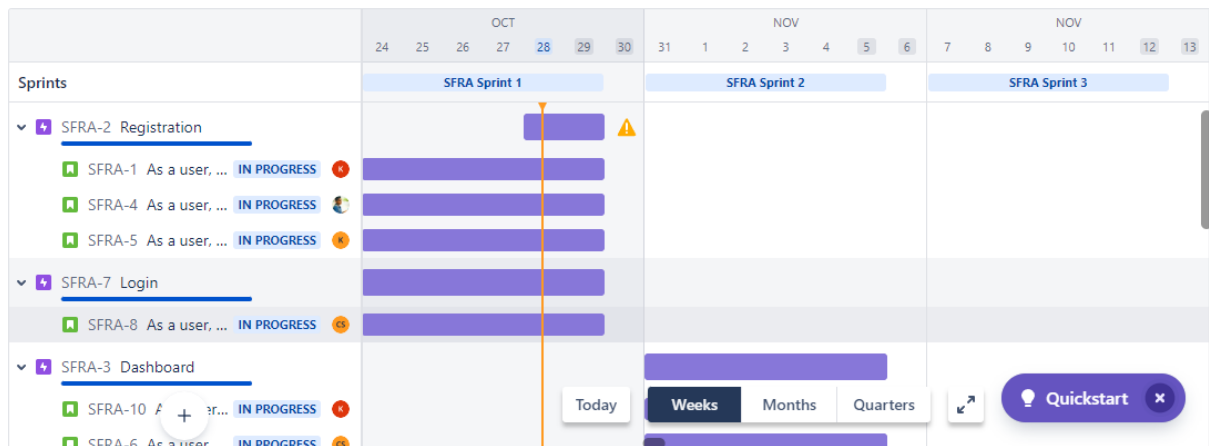 OCT NOV NOV
24 25 26 27 28 29 30 31 1 2 3 4 5 6 7 8 9 10 11 12 13
Sprints SFRA Sprint 1 SFRA Sprint 2 SFRA Sprint 3
SFRA-2 Registration
SFRA-1 As a user, ... IN PROGRESS K
SFRA-4 As a user, ... IN PROGRESS
SFRA-5 As a user, ... IN PROGRESS K
SFRA-7 Login
SFRA-8 As a user, ... IN PROGRESS CS
SFRA-3 Dashboard
SFRA-10 IN PROGRESS K
Today Weeks Months Quarters Quickstart
SFRA-6 As a user, IN PROGRESS CS